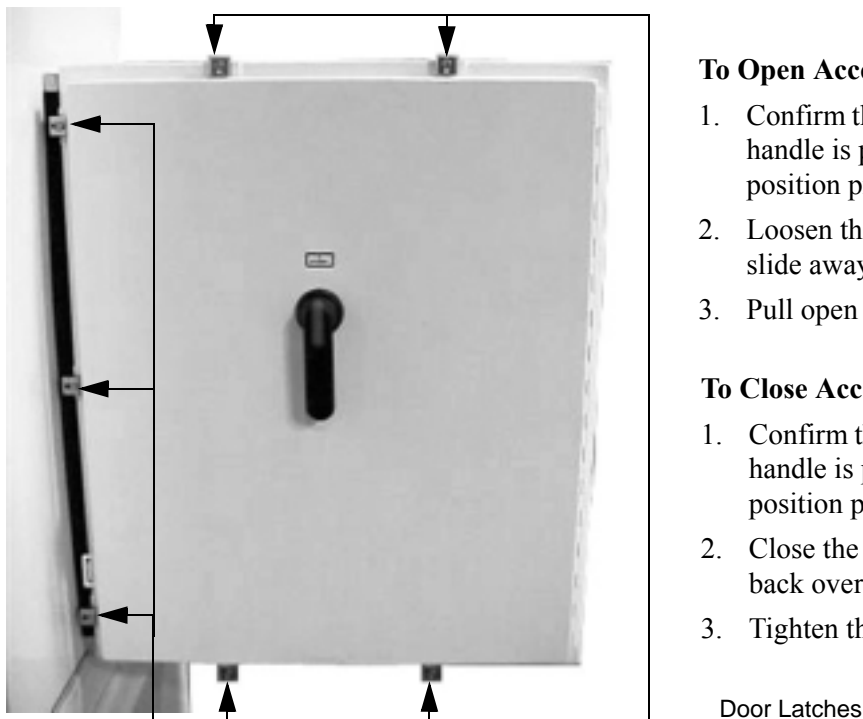 To Open Acce
1. Confirm th
handle is p
position p
2. Loosen th
slide away
3. Pull open
To Close Acc
1. Confirm t
handle is p
position p
2. Close the
back over
3. Tighten th
Door Latches